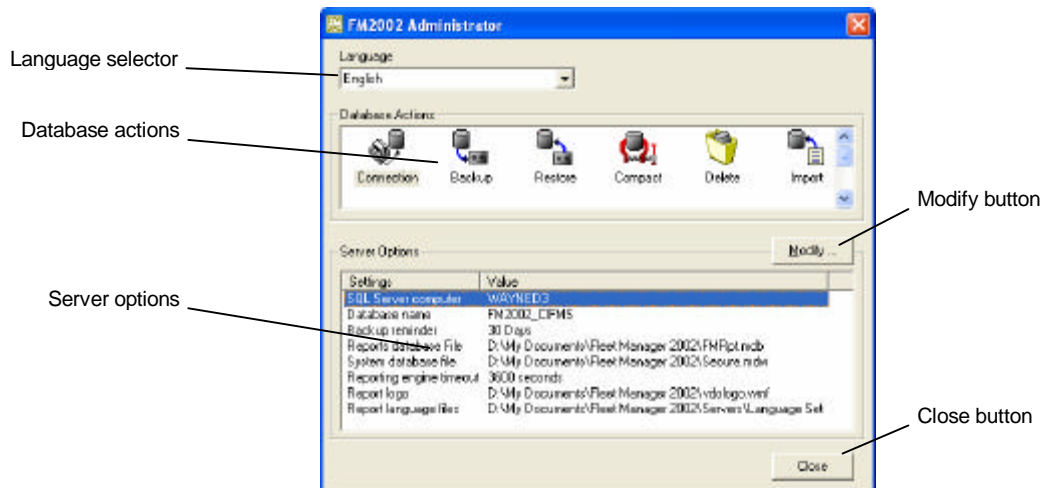 FM2002 Administrator
Language selector
Language
English
Database actions
Database Actions
Connection Backup Restore Compact Delete Import
Modify button
Server Options
Modify ...
Server options
Settings Value
SQL Server computer WAYNED3
Database name FM2002_CIFMS
Backup reminder 30 Days
Reports database File D:\My Documents\Fleet Manager 2002\FMRpt.mdb
System database file D:\My Documents\Fleet Manager 2002\Secure.mdw
Reporting engine timeout 3600 seconds
Report logo D:\My Documents\Fleet Manager 2002\vdologo.wmf
Report language files D:\My Documents\Fleet Manager 2002\Servers\Language Set
Close button
Close